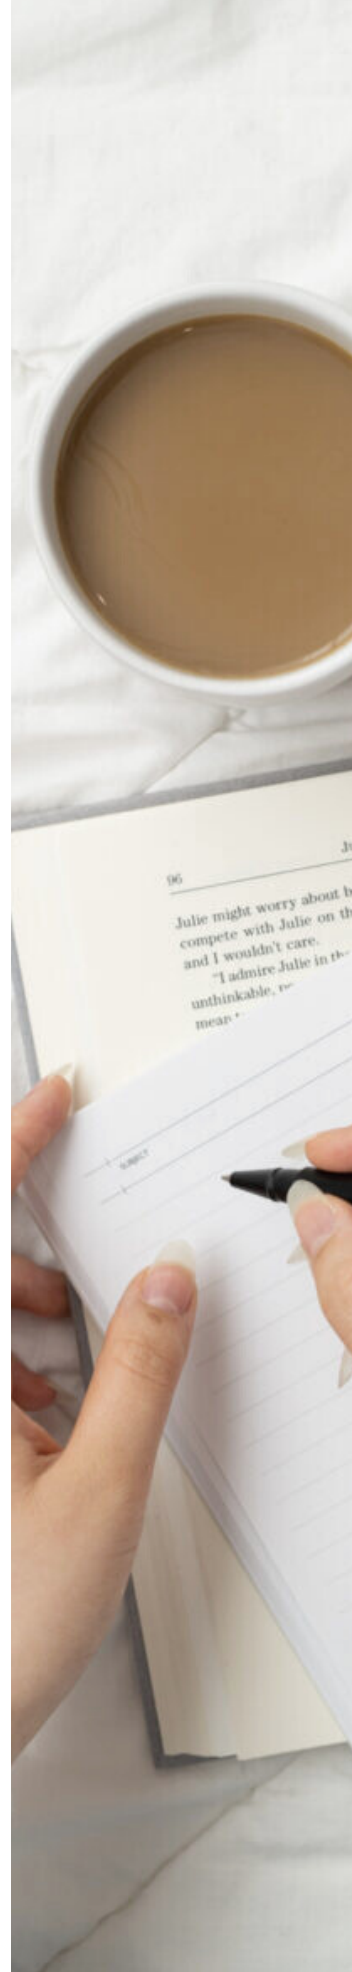 96
Julie might worry about
compete with Julie on
and I wouldn't care.
"I admire Julie in
unthinkable,
SUBJECT